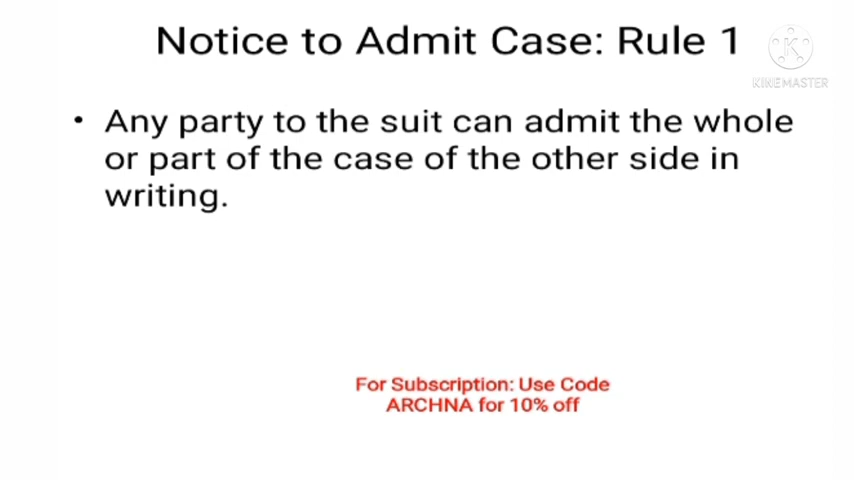 Notice to Admit Case: Rule 1
KINEMASTER
• Any party to the suit can admit the whole
or part of the case of the other side in
writing.
For Subscription: Use Code
ARCHNA for 10% off